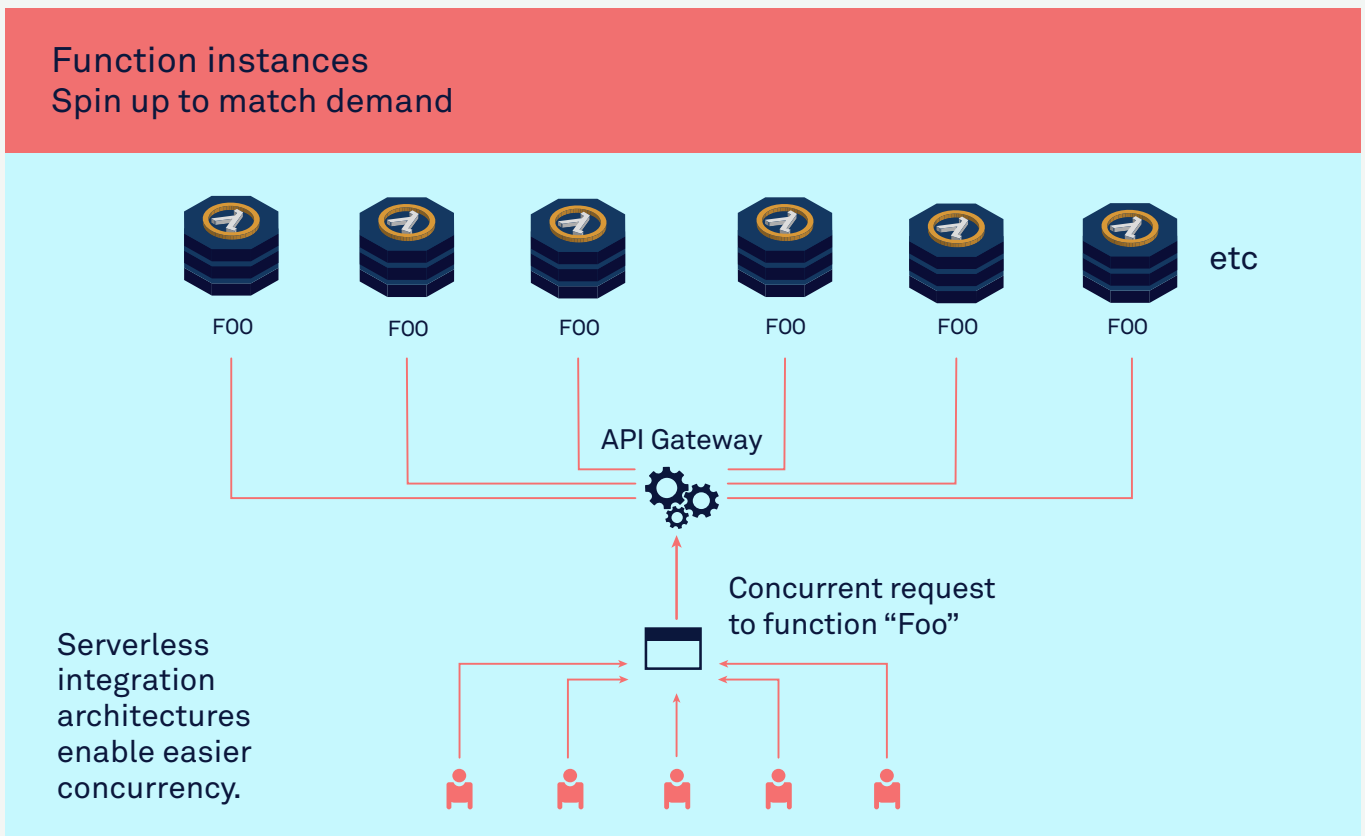 Function instances
Spin up to match demand
etc
FOO
FOO
FOO
FOO
FOO
FOO
API Gateway
Concurrent request
to function “Foo”
Serverless
integration
architectures
enable easier
concurrency.